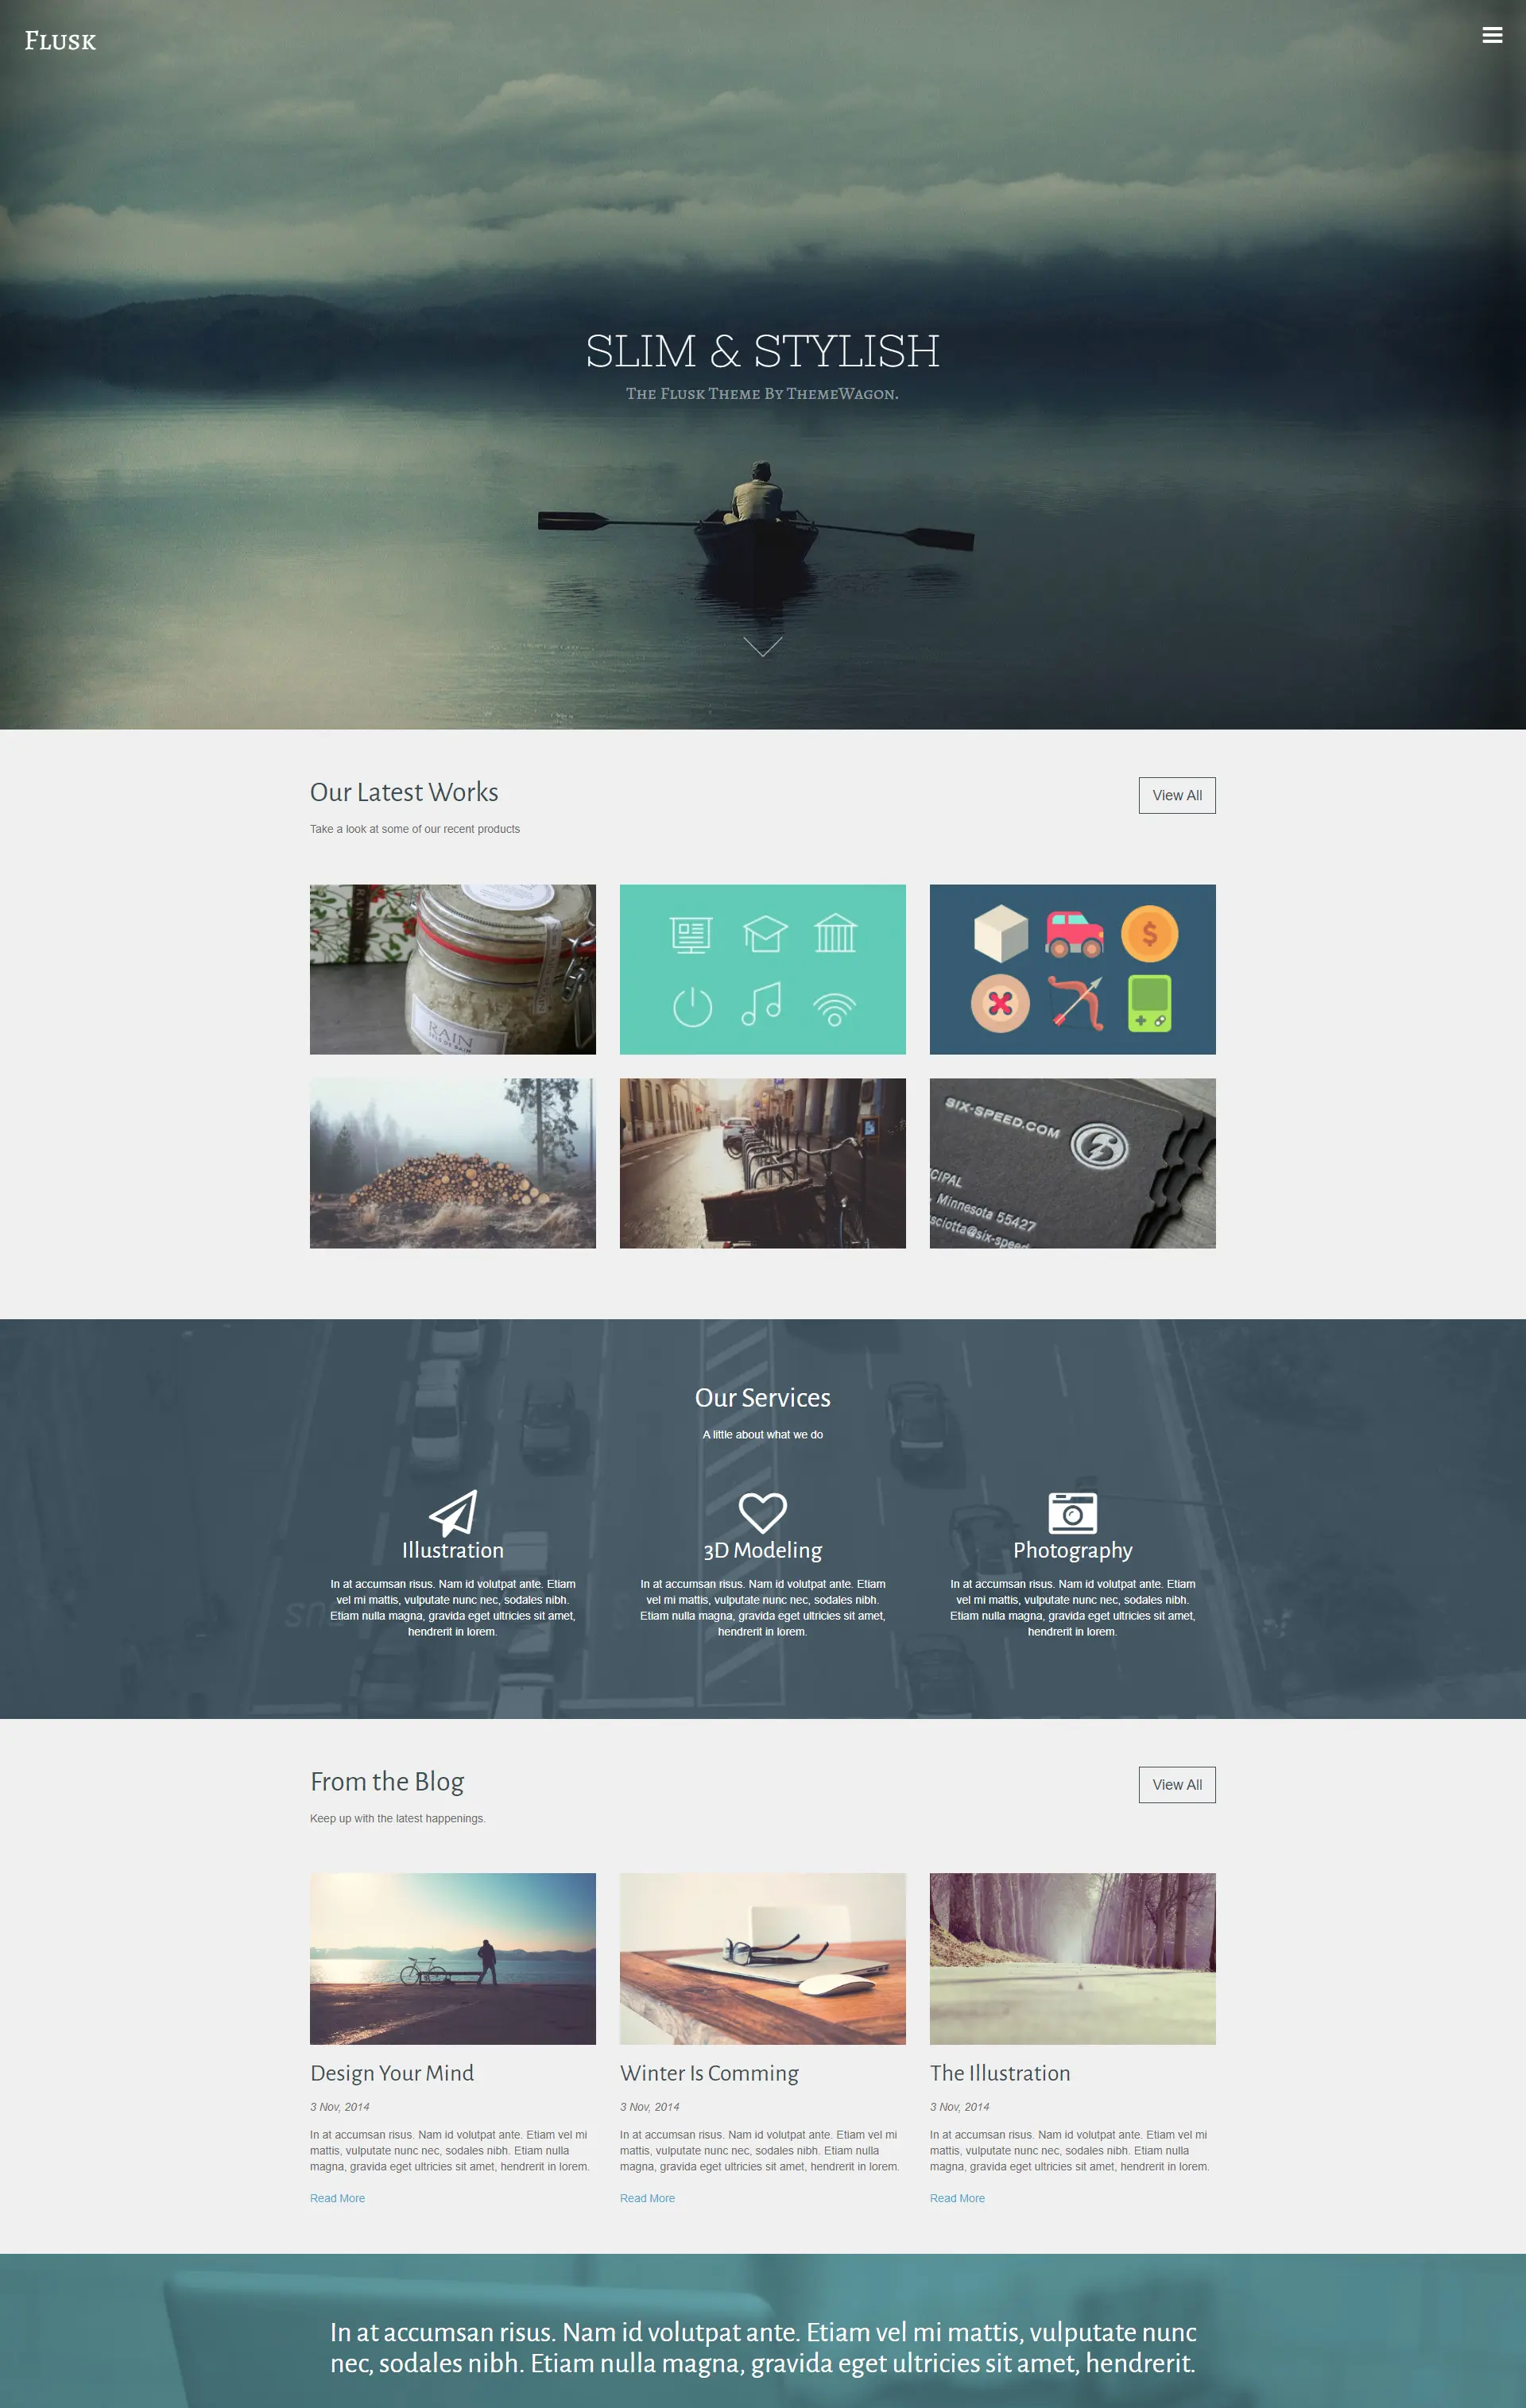 Flusk
SLIM & STYLISH
The Flusk Theme By ThemeWagon.
Our Latest Works
View All
Take a look at some of our recent products
RAIN
SIX-SPEED.COM
Minnesota 55427
Our Services
A little about what we do
Illustration
3D Modeling
Photography
In at accumsan risus. Nam id volutpat ante. Etiam
vel mi mattis, vulputate nunc nec, sodales nibh.
Etiam nulla magna, gravida eget ultricies sit amet,
hendrerit in lorem.
In at accumsan risus. Nam id volutpat ante. Etiam
vel mi mattis, vulputate nunc nec, sodales nibh.
Etiam nulla magna, gravida eget ultricies sit amet,
hendrerit in lorem.
In at accumsan risus. Nam id volutpat ante. Etiam
vel mi mattis, vulputate nunc nec, sodales nibh.
Etiam nulla magna, gravida eget ultricies sit amet,
hendrerit in lorem.
From the Blog
View All
Keep up with the latest happenings.
Design Your Mind
3 Nov, 2014
In at accumsan risus. Nam id volutpat ante. Etiam vel mi
mattis, vulputate nunc nec, sodales nibh. Etiam nulla
magna, gravida eget ultricies sit amet, hendrerit in lorem.
Read More
Winter Is Comming
3 Nov, 2014
In at accumsan risus. Nam id volutpat ante. Etiam vel mi
mattis, vulputate nunc nec, sodales nibh. Etiam nulla
magna, gravida eget ultricies sit amet, hendrerit in lorem.
Read More
The Illustration
3 Nov, 2014
In at accumsan risus. Nam id volutpat ante. Etiam vel mi
mattis, vulputate nunc nec, sodales nibh. Etiam nulla
magna, gravida eget ultricies sit amet, hendrerit in lorem.
Read More
In at accumsan risus. Nam id volutpat ante. Etiam vel mi mattis, vulputate nunc
nec, sodales nibh. Etiam nulla magna, gravida eget ultricies sit amet, hendrerit.